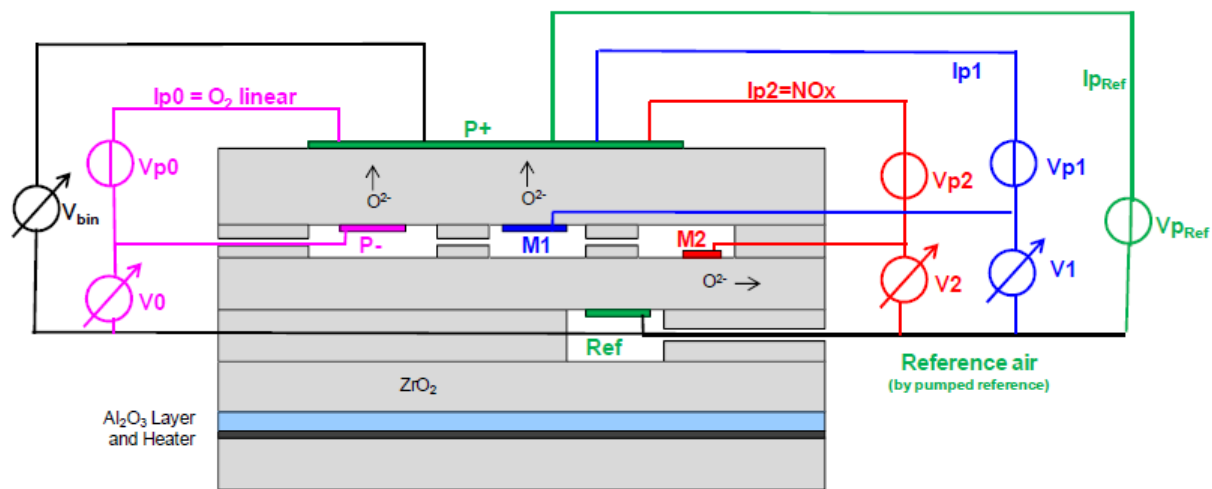 Ip0 = O₂ linear
P+
Ip2=NOx
Ip1
IpRef
Vp0
Vbin
V0
O²⁻
O²⁻
P-
M1
M2
O²⁻
Vp2
Vp1
VpRef
V2
V1
Ref
Reference air
(by pumped reference)
ZrO₂
Al₂O₃ Layer
and Heater